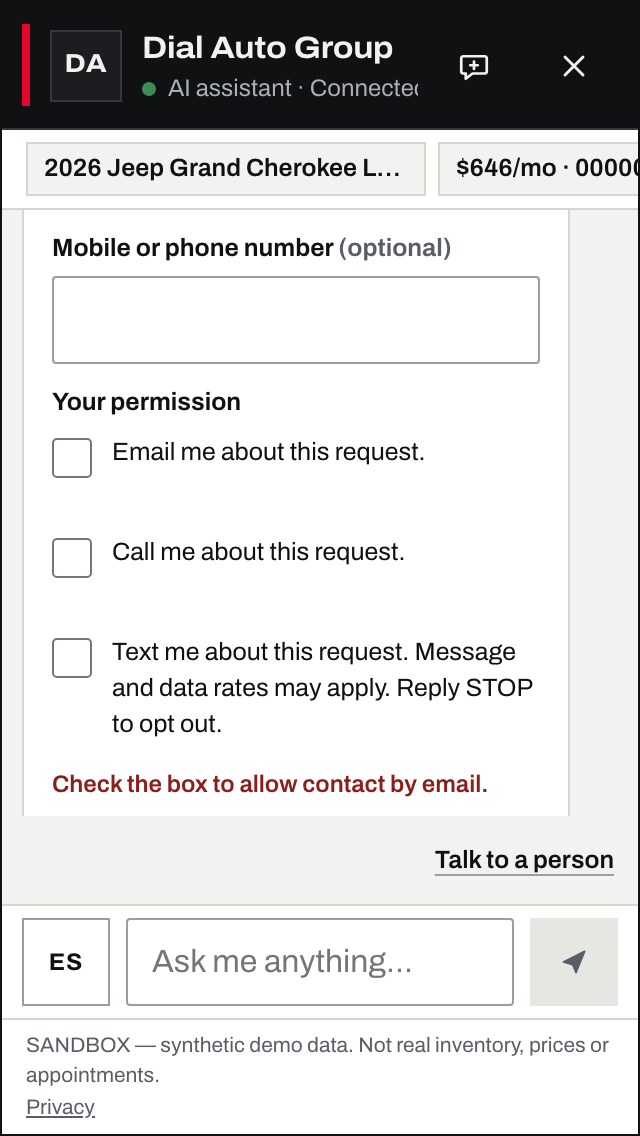 DA
Dial Auto Group
AI assistant · Connected
2026 Jeep Grand Cherokee L...
$646/mo · 0000
Mobile or phone number (optional)
Your permission
Email me about this request.
Call me about this request.
Text me about this request. Message
and data rates may apply. Reply STOP
to opt out.
Check the box to allow contact by email.
Talk to a person
ES
Ask me anything...
SANDBOX — synthetic demo data. Not real inventory, prices or
appointments.
Privacy